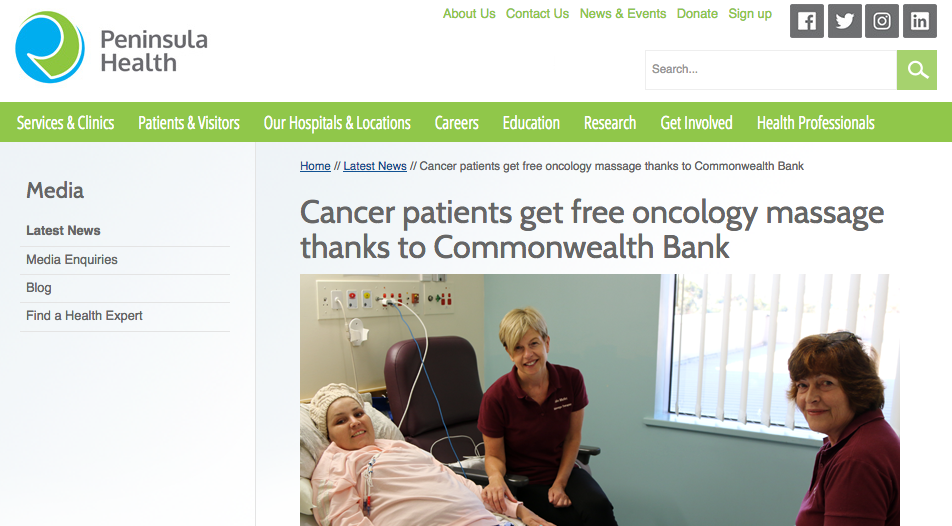 About Us Contact Us News & Events Donate Sign up
Peninsula
Health
Search...
Services & Clinics Patients & Visitors Our Hospitals & Locations Careers Education Research Get Involved Health Professionals
Home // Latest News // Cancer patients get free oncology massage thanks to Commonwealth Bank
Media
Latest News
Media Enquiries
Blog
Find a Health Expert
Cancer patients get free oncology massage
thanks to Commonwealth Bank